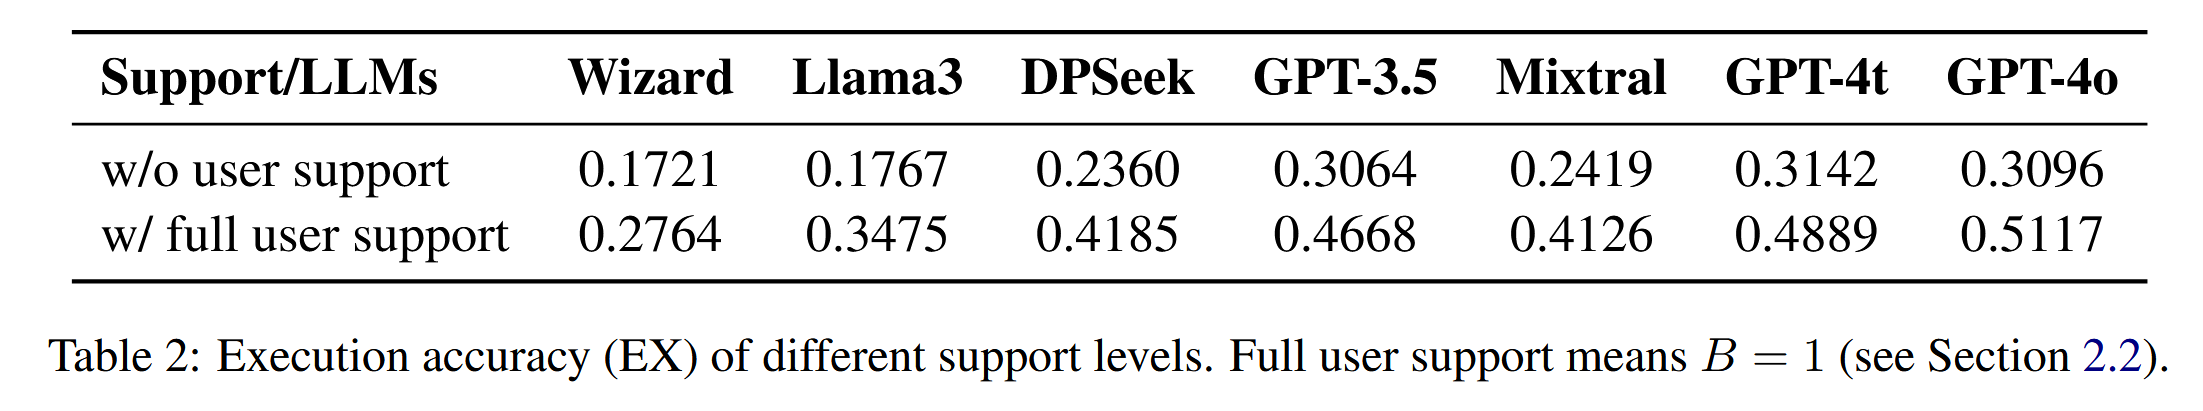 Support/LLMs Wizard Llama3 DPSeek GPT-3.5 Mixtral GPT-4t GPT-4o
w/o user support 0.1721 0.1767 0.2360 0.3064 0.2419 0.3142 0.3096
w/ full user support 0.2764 0.3475 0.4185 0.4668 0.4126 0.4889 0.5117
Table 2: Execution accuracy (EX) of different support levels. Full user support means B = 1 (see Section 2.2).